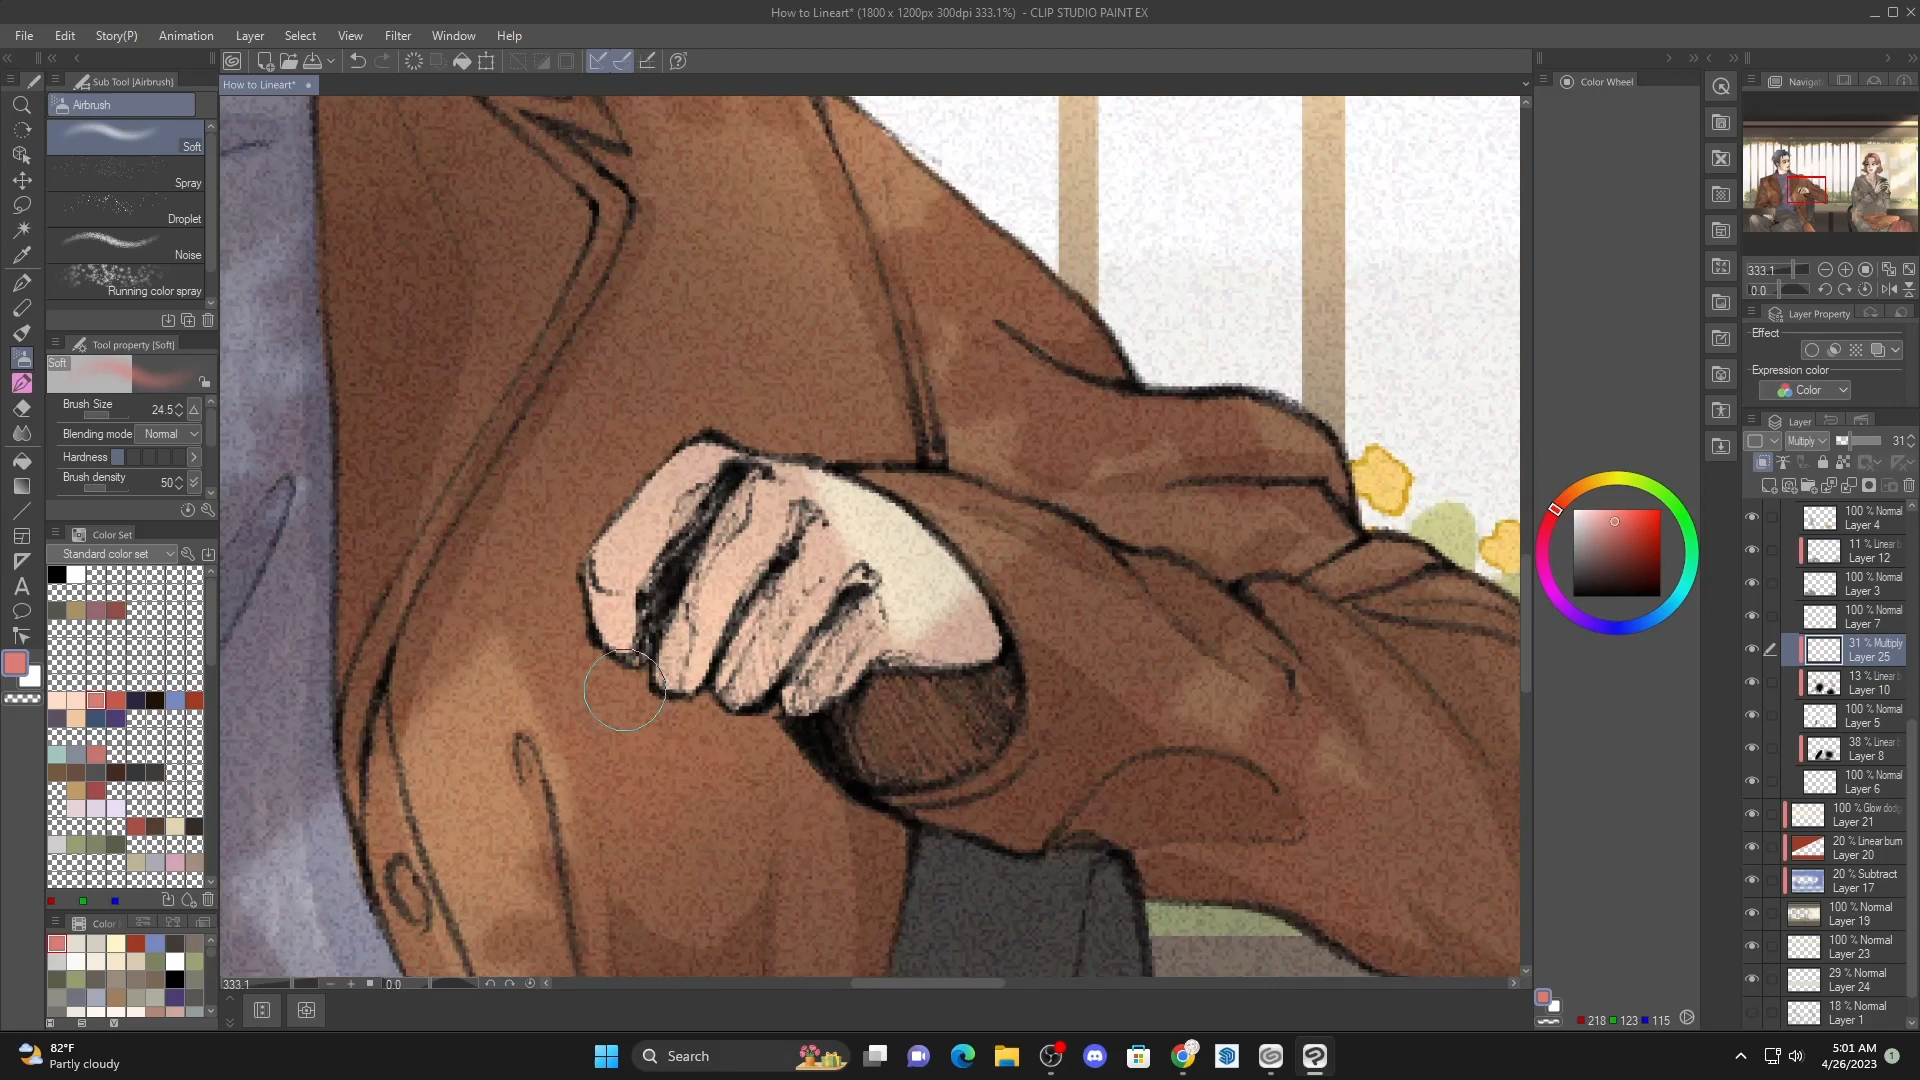 How to Lineart* (1800 x 1200px 300dpi 333.1%) - CLIP STUDIO PAINT EX
File Edit Story(P) Animation Layer Select View Filter Window Help
Sub Tool [Airbrush]
How to Lineart*
Color Wheel
Airbrush
Soft
Spray
Droplet
Noise
Running color spray
Tool property [Soft]
Soft
Brush Size 24.5
Blending mode Normal
Hardness
Brush density 50
Color Set
Standard color set
Color
333.1 0.0
218 123 115
333.1
0.0
Layer Property
Effect
Expression color
Color
Layer
Multiply 31
100 % Normal
Layer 4
11 % Linear b
Layer 12
100 % Normal
Layer 3
100 % Normal
Layer 7
31 % Multiply
Layer 25
13 % Linear b
Layer 10
100 % Normal
Layer 5
38 % Linear b
Layer 8
100 % Normal
Layer 6
100 % Glow dodg
Layer 21
20 % Linear burn
Layer 20
20 % Subtract
Layer 17
100 % Normal
Layer 19
100 % Normal
Layer 23
29 % Normal
Layer 24
18 % Normal
Layer 1
82°F
Partly cloudy
Search
5:01 AM
4/26/2023
1